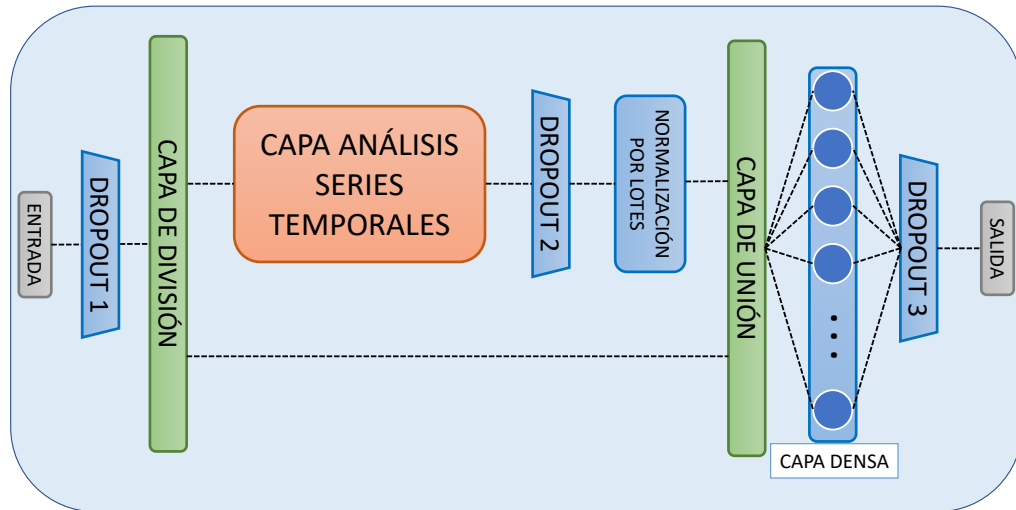 ENTRADA
DROPOUT 1
CAPA DE DIVISIÓN
CAPA ANÁLISIS
SERIES
TEMPORALES
DROPOUT 2
NORMALIZACIÓN
POR LOTES
CAPA DE UNIÓN
CAPA DENSA
DROPOUT 3
SALIDA